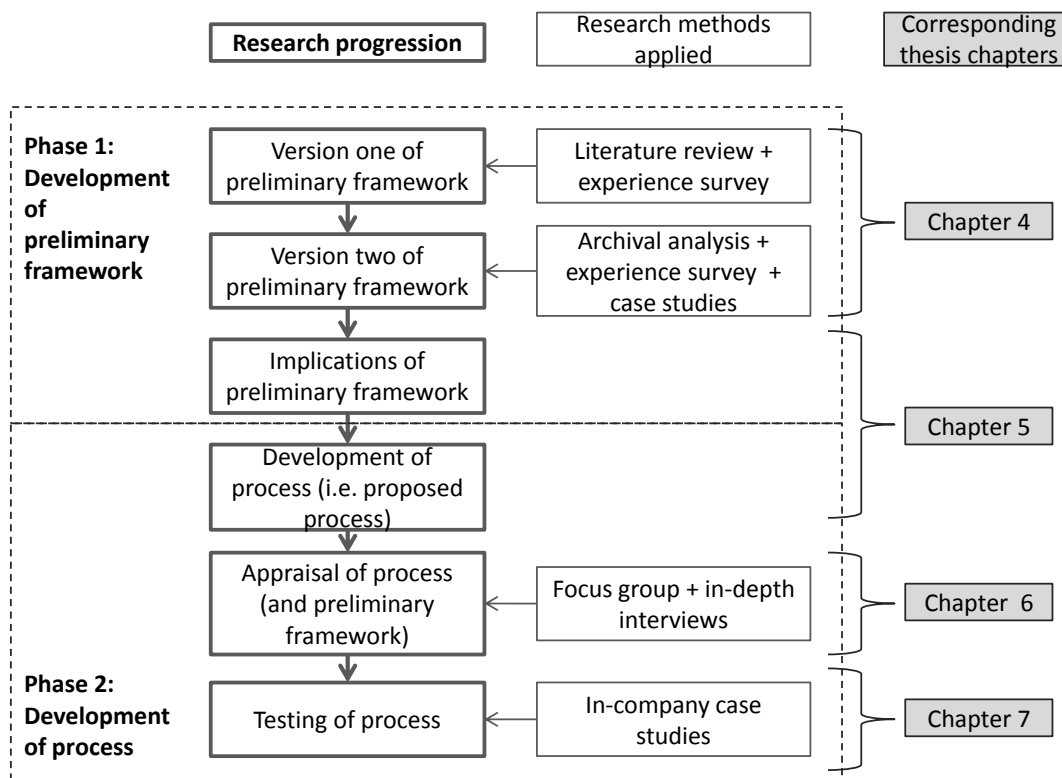 Research progression
Research methods
applied
Corresponding
thesis chapters
Phase 1:
Development
of
preliminary
framework
Version one of
preliminary framework
Literature review +
experience survey
Version two of
preliminary framework
Archival analysis +
experience survey  +
case studies
Chapter 4
Implications of
preliminary framework
Development of
process (i.e. proposed
process)
Chapter 5
Appraisal of process
(and preliminary
framework)
Focus group + in-depth
interviews
Chapter  6
Phase 2:
Development
of process
Testing of process
In-company case
studies
Chapter 7